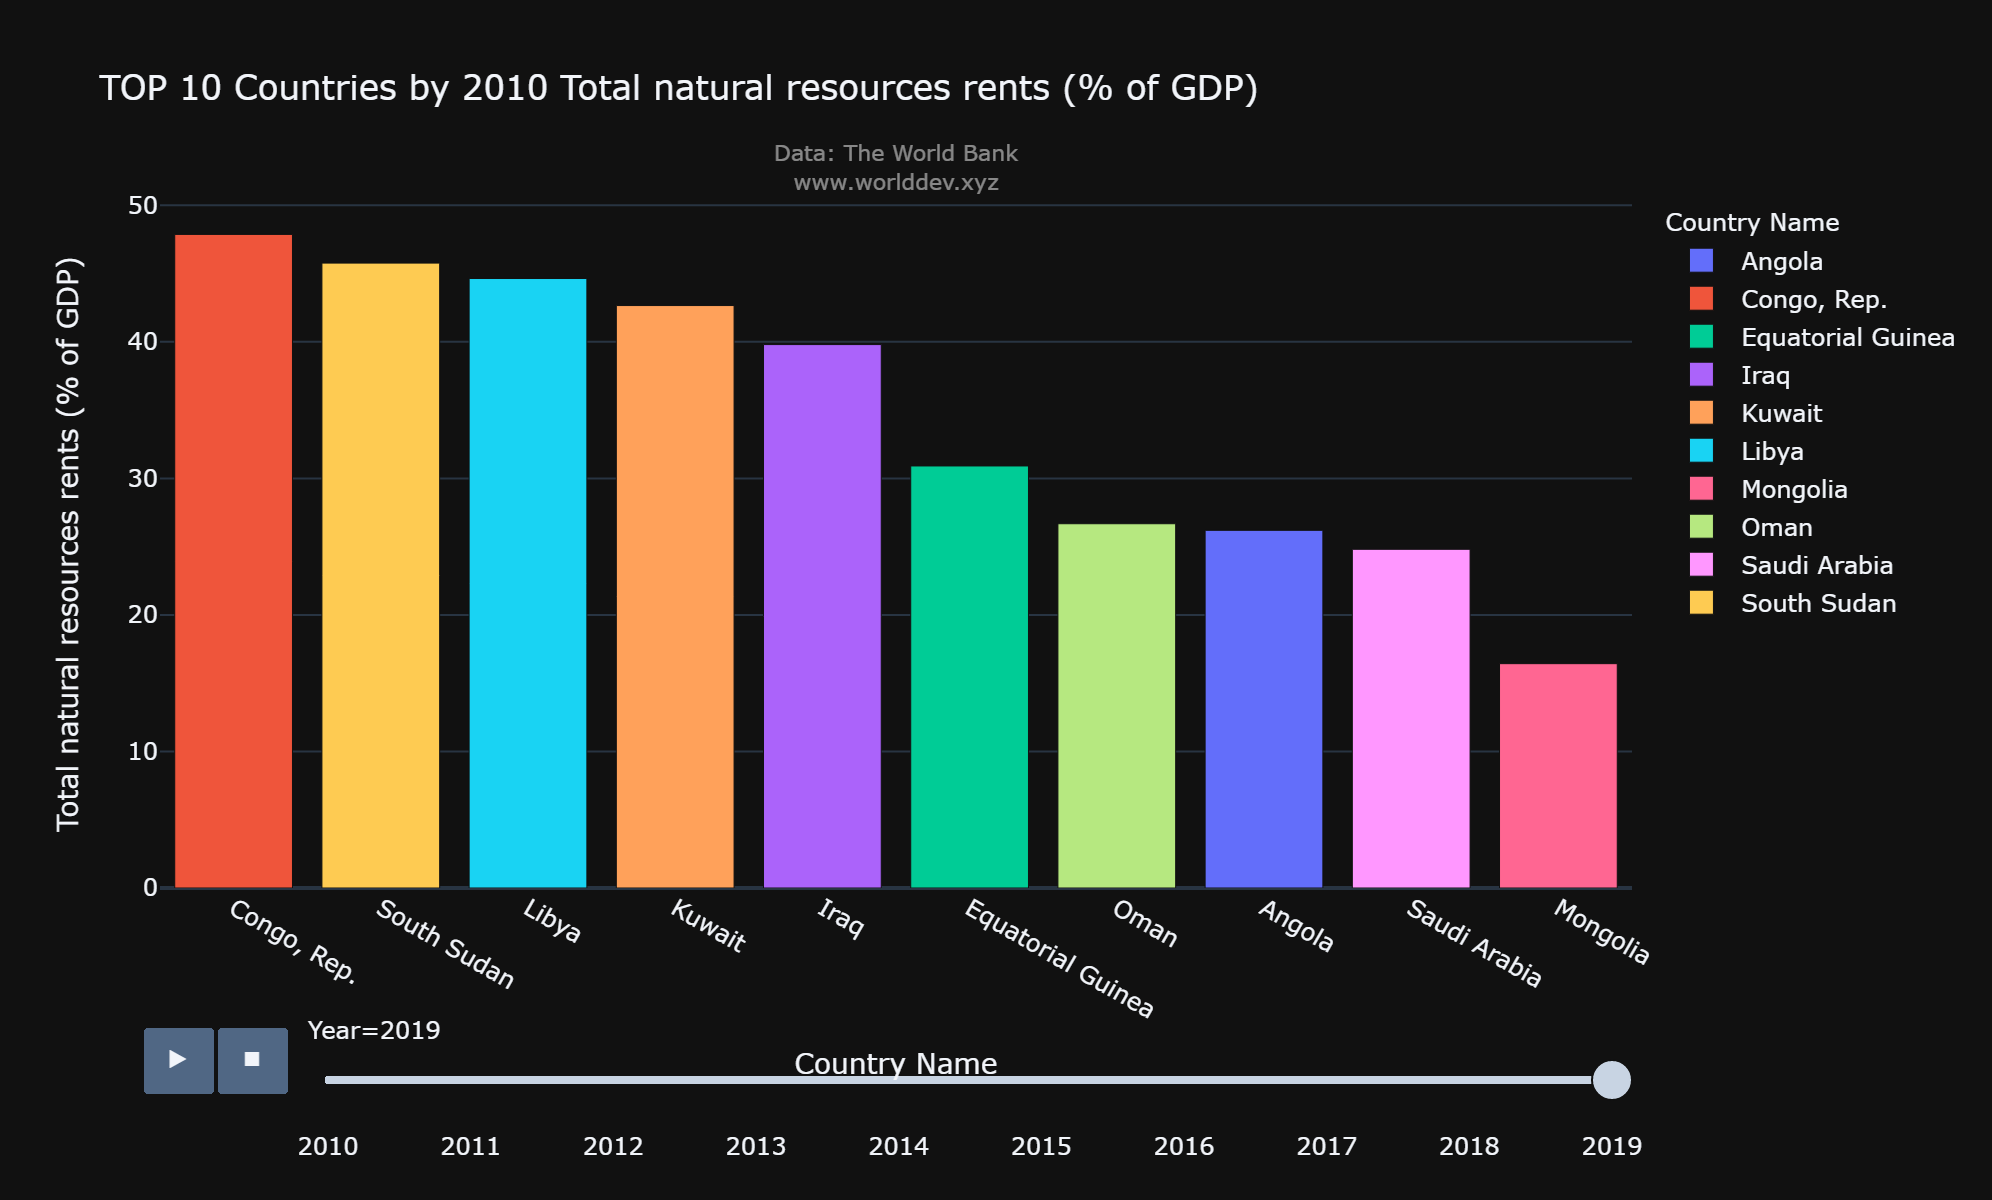 TOP 10 Countries by 2010 Total natural resources rents (% of GDP)
Data: The World Bank
www.worlddev.xyz
Total natural resources rents (% of GDP)
50
40
30
20
10
0
Congo, Rep.
South Sudan
Libya
Kuwait
Iraq
Equatorial Guinea
Oman
Angola
Saudi Arabia
Mongolia
Country Name
Angola
Congo, Rep.
Equatorial Guinea
Iraq
Kuwait
Libya
Mongolia
Oman
Saudi Arabia
South Sudan
Year=2019
Country Name
2010 2011 2012 2013 2014 2015 2016 2017 2018 2019